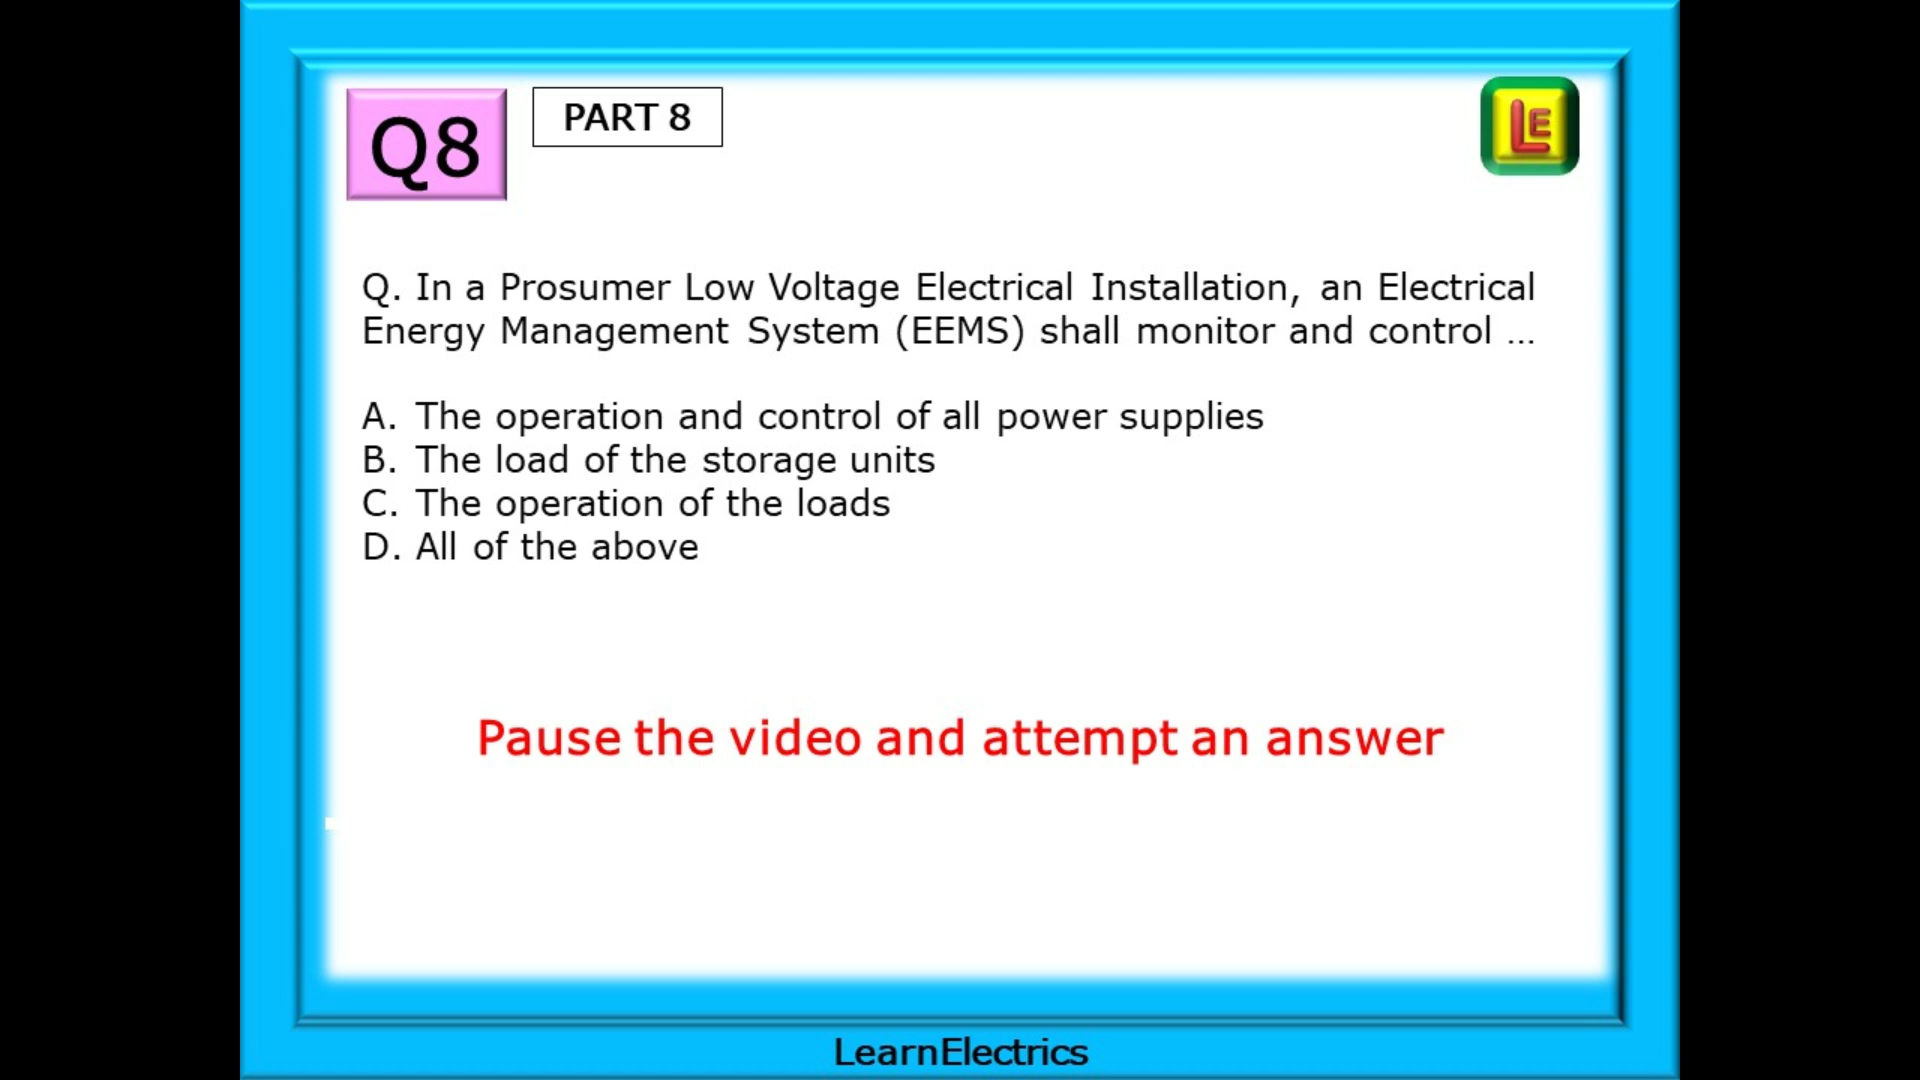 Q8
PART 8
LE
Q. In a Prosumer Low Voltage Electrical Installation, an Electrical
Energy Management System (EEMS) shall monitor and control ...
A. The operation and control of all power supplies
B. The load of the storage units
C. The operation of the loads
D. All of the above
Pause the video and attempt an answer
LearnElectrics